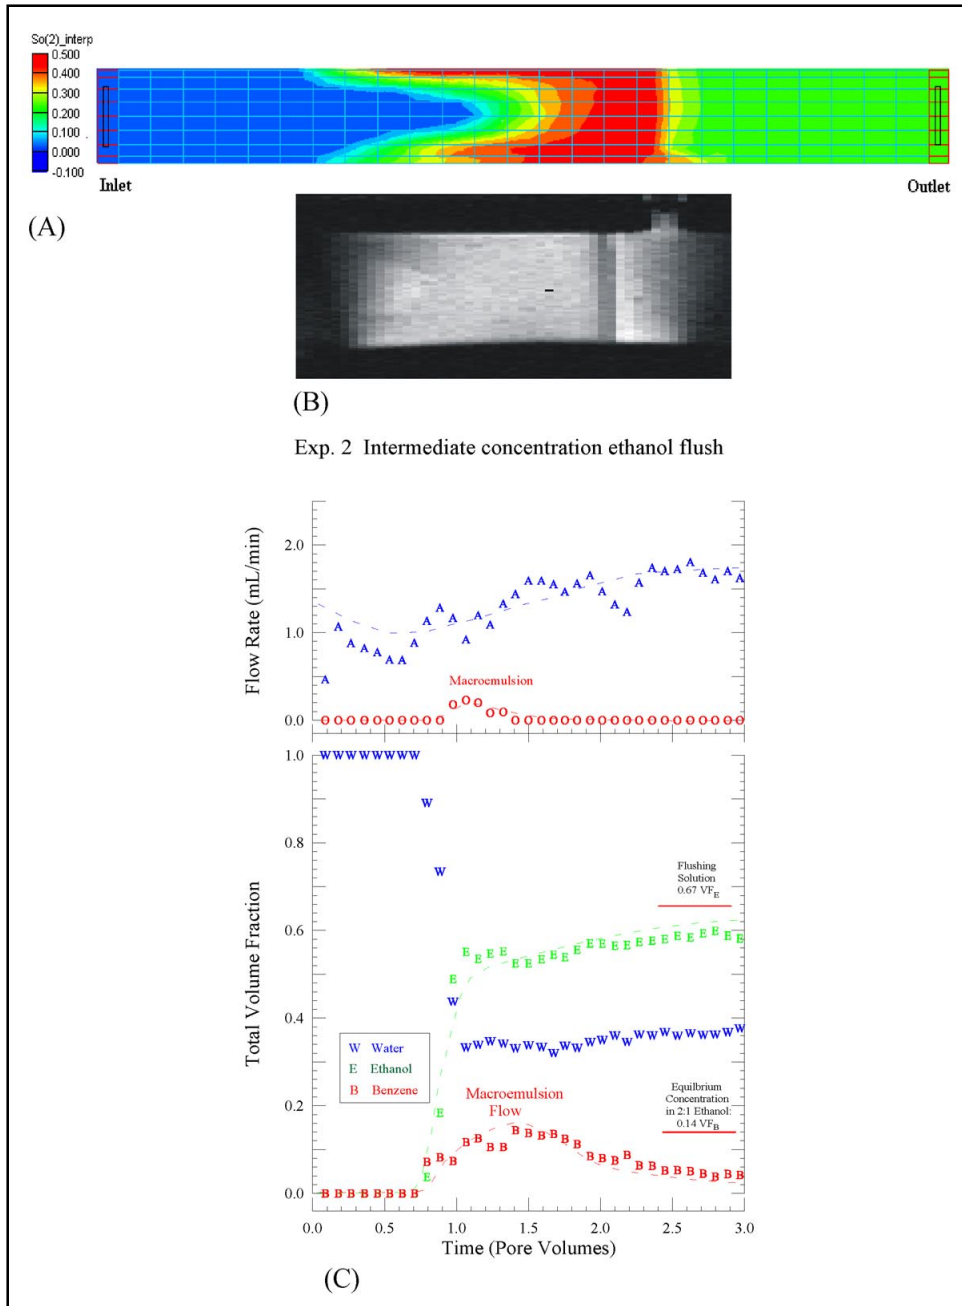 So(2)_interp
0.500
0.400
0.300
0.200
0.100
0.000
-0.100
Inlet
Outlet
(A)
(B)
Exp. 2 Intermediate concentration ethanol flush
Flow Rate (mL/min)
2.0
1.0
0.0
A A A A A A A A A A A A A A A A A A A A A A A A A A A A A A A A A A
Macroemulsion
O O O O O O O O O O O O O O O O O O O O O O O O O O O O O O O O O O
Total Volume Fraction
1.0
0.8
0.6
0.4
0.2
0.0
W W W W W W W W W W W W W W W W W W W W W W W W W W W W W W W W W W
Flushing
Solution
0.67 VFE
E E E E E E E E E E E E E E E E E E E E E E E E E E
W Water
E Ethanol
B Benzene
Macroemulsion
Flow
Equilbrium
Concentration
in 2:1 Ethanol:
0.14 VFB
B B B B B B B B B B B B B B B B B B B B B B B B B B B B B B B B B B
0.0 0.5 1.0 1.5 2.0 2.5 3.0
Time (Pore Volumes)
(C)